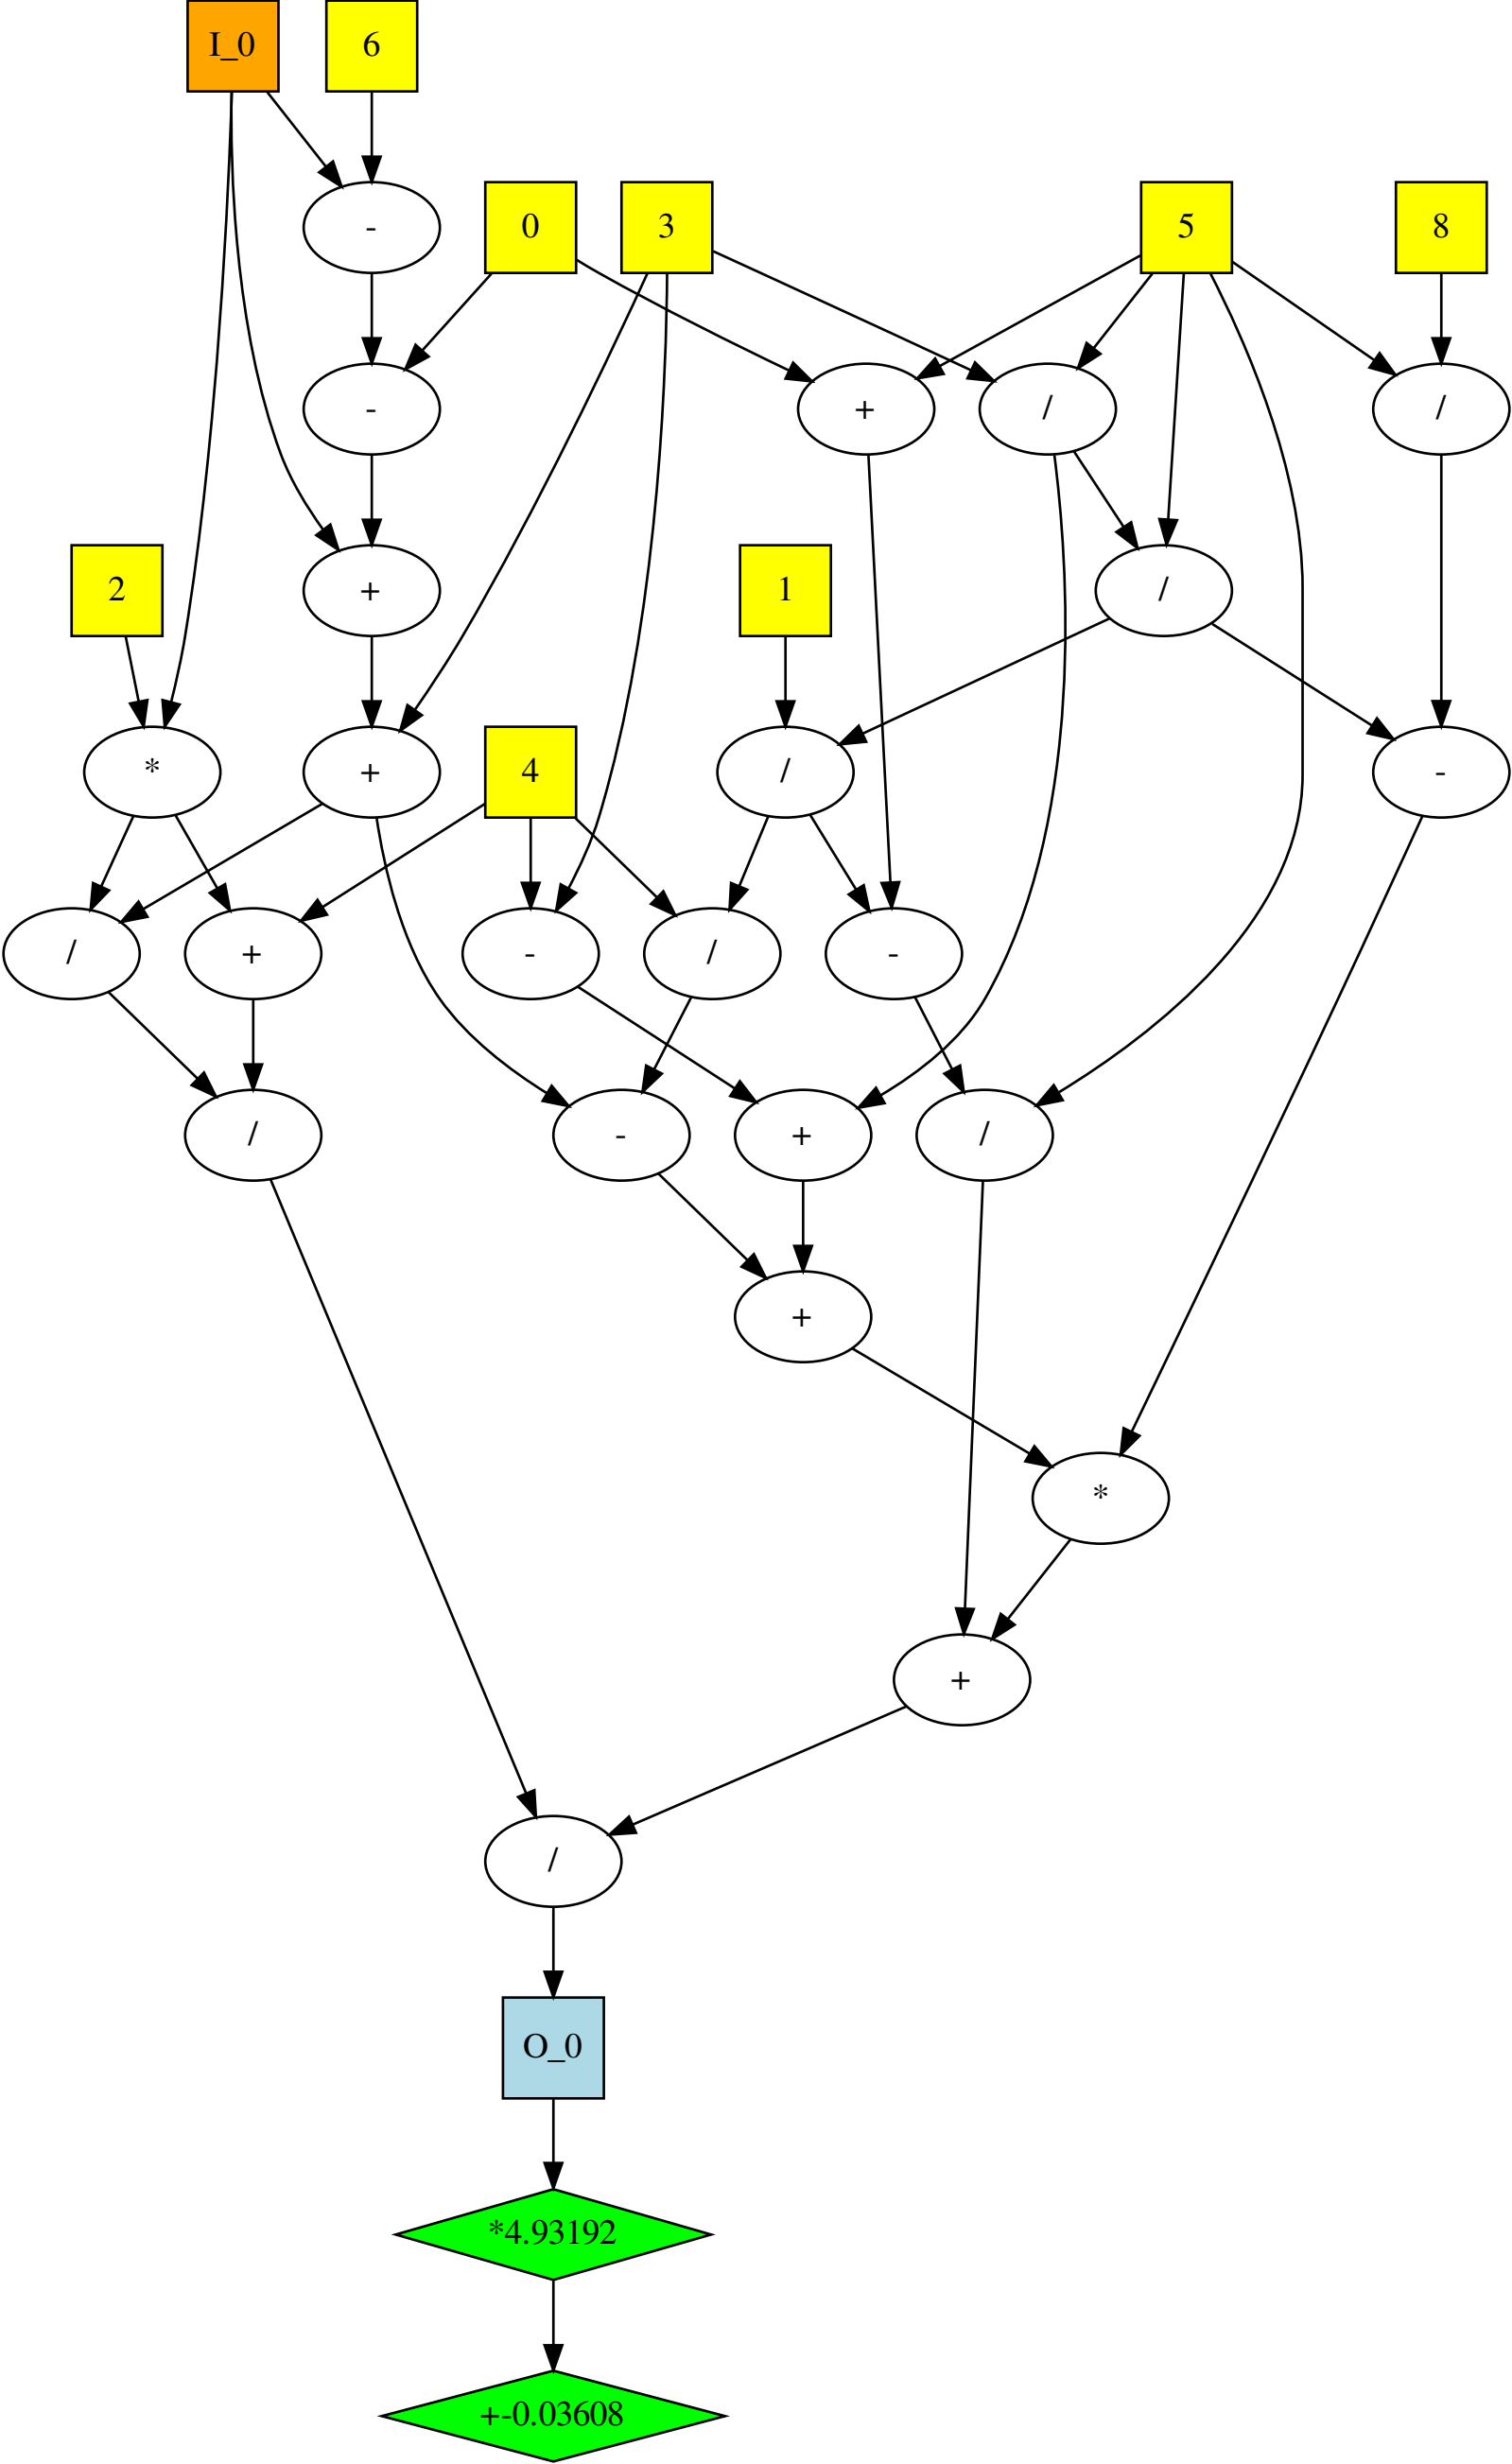 I_0 6
-
0 3 5 8
- + / /
2 + 1 /
* + 4 / -
/ + - / -
/ - + /
+
*
+
/
O_0
*4.93192
+-0.03608